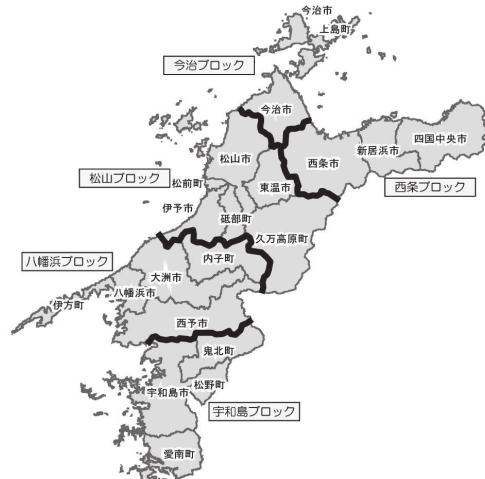 今治市
上島町
今治ブロック
今治市
四国中央市
新居浜市
西条市
松山市
東温市
松山ブロック
松前町
西条ブロック
伊予市
砥部町
久万高原町
八幡浜ブロック
内子町
大洲市
八幡浜市
伊方町
西予市
鬼北町
松野町
宇和島市
宇和島ブロック
愛南町